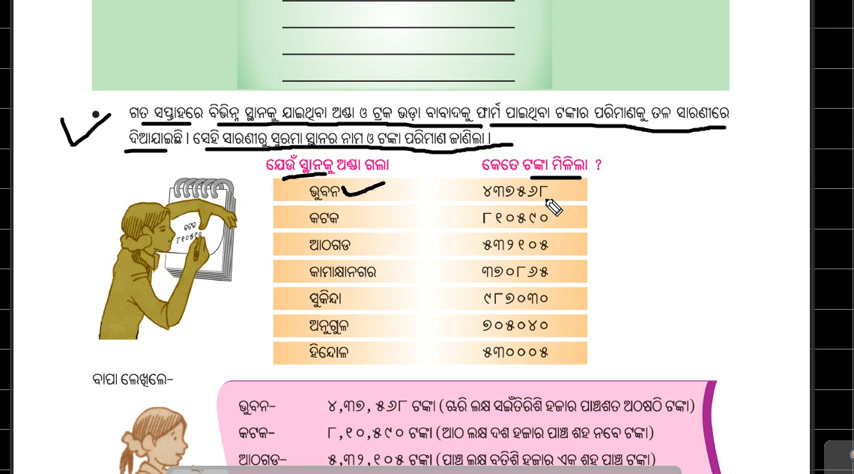 ଗତ ସପ୍ତାହରେ ବିଭିନ୍ନ ସ୍ଥାନକୁ ଯାଇଥିବା ଅଣ୍ଡା ଓ ଟ୍ରକ ଭଡ଼ା ବାବାଦକୁ ଫାର୍ମ ପାଇଥିବା ଟଙ୍କାର ପରିମାଣକୁ ତଳ ସାରଣୀରେ
ଦିଆଯାଇଛି । ସେହି ସାରଣୀରୁ ସୁରମା ସ୍ଥାନର ନାମ ଓ ଟଙ୍କା ପରିମାଣ ଜାଣିଲା ।
ଯେଉଁ ସ୍ଥାନକୁ ଅଣ୍ଡା ଗଲା କେତେ ଟଙ୍କା ମିଳିଲା ?
ଭୁବନ ୪୩୭୫୬୮
କଟକ ୮୧୦୫୯୦
ଆଠଗଡ ୫୩୨୧୦୫
କାମାକ୍ଷାନଗର ୩୭୦୮୬୫
ସୁକିନ୍ଦା ୯୮୭୦୩୦
ଅନୁଗୁଳ ୭୦୫୦୪୦
ହିନ୍ଦୋଳ ୫୩୦୦୦୫
ବାପା ଲେଖିଲେ-
ଭୁବନ- ୪,୩୭, ୫୬୮ ଟଙ୍କା (ଋରି ଲକ୍ଷ ସଇଁତିରିଶି ହଜାର ପାଞ୍ଚଶତ ଅଠଷଠି ଟଙ୍କା)
କଟକ- ୮,୧୦,୫୯୦ ଟଙ୍କା (ଆଠ ଲକ୍ଷ ଦଶ ହଜାର ପାଞ୍ଚ ଶହ ନବେ ଟଙ୍କା)
ଆଠଗଡ- ୫,୩୨,୧୦୫ ଟଙ୍କା (ପାଞ୍ଚ ଲକ୍ଷ ବତିଶି ହଜାର ଏକ ଶହ ପାଞ୍ଚ ଟଙ୍କା)